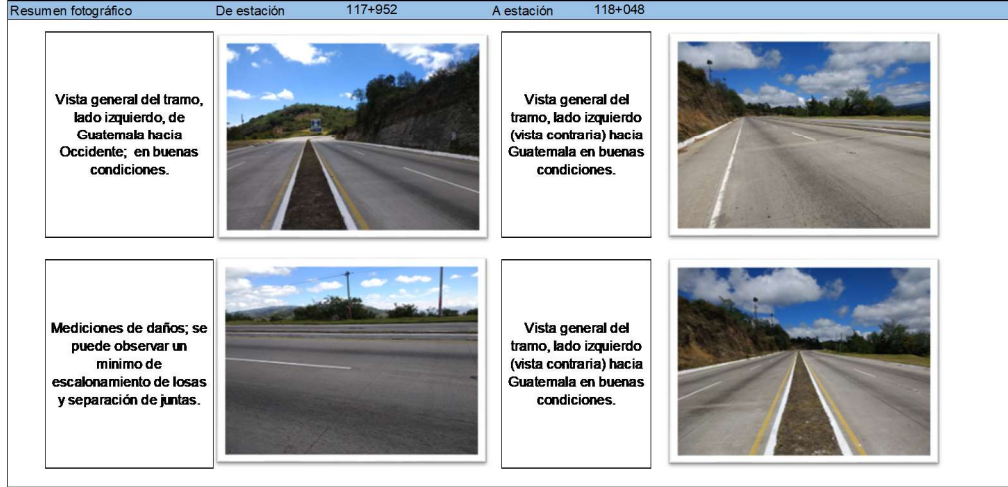 Resumen fotográfico De estación 117+952 A estación 118+048
Vista general del tramo,
lado izquierdo, de
Guatemala hacia
Occidente; en buenas
condiciones.
Vista general del
tramo, lado izquierdo
(vista contraria) hacia
Guatemala en buenas
condiciones.
Mediciones de daños; se
puede observar un
minimo de
escalonamiento de losas
y separación de juntas.
Vista general del
tramo, lado izquierdo
(vista contraria) hacia
Guatemala en buenas
condiciones.